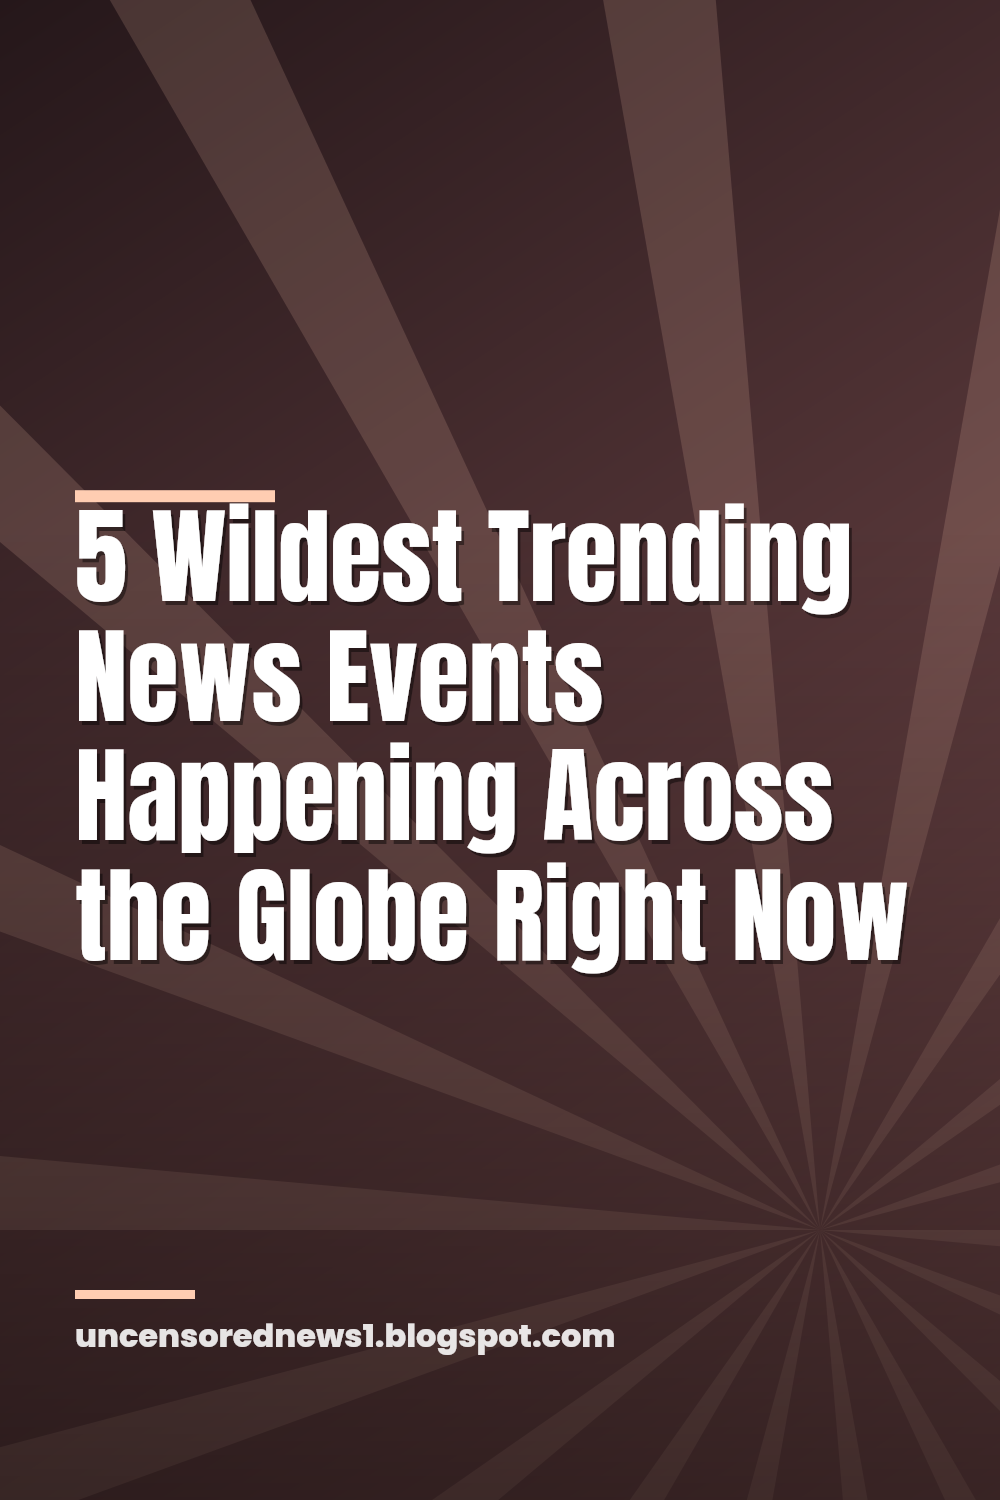 5 Wildest Trending
News Events
Happening Across
the Globe Right Now
uncensorednews1.blogspot.com